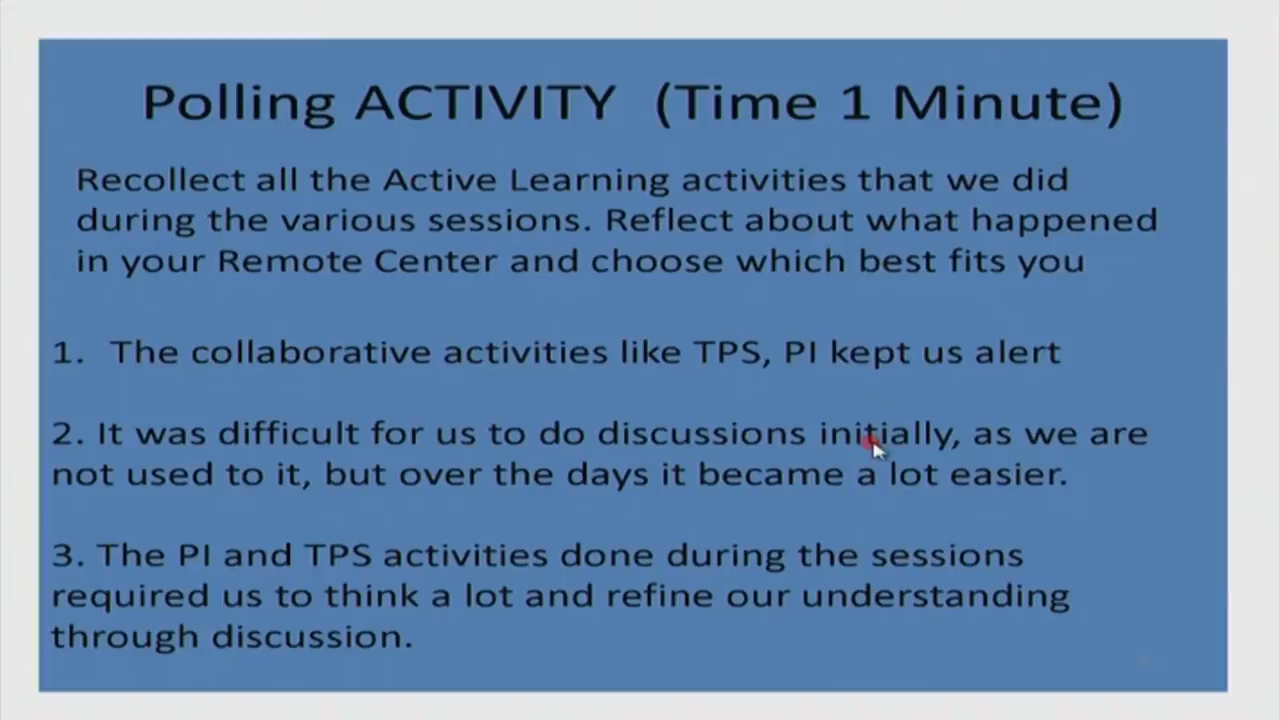 Polling ACTIVITY (Time 1 Minute)
Recollect all the Active Learning activities that we did
during the various sessions. Reflect about what happened
in your Remote Center and choose which best fits you
1. The collaborative activities like TPS, PI kept us alert
2. It was difficult for us to do discussions initially, as we are
not used to it, but over the days it became a lot easier.
3. The PI and TPS activities done during the sessions
required us to think a lot and refine our understanding
through discussion.